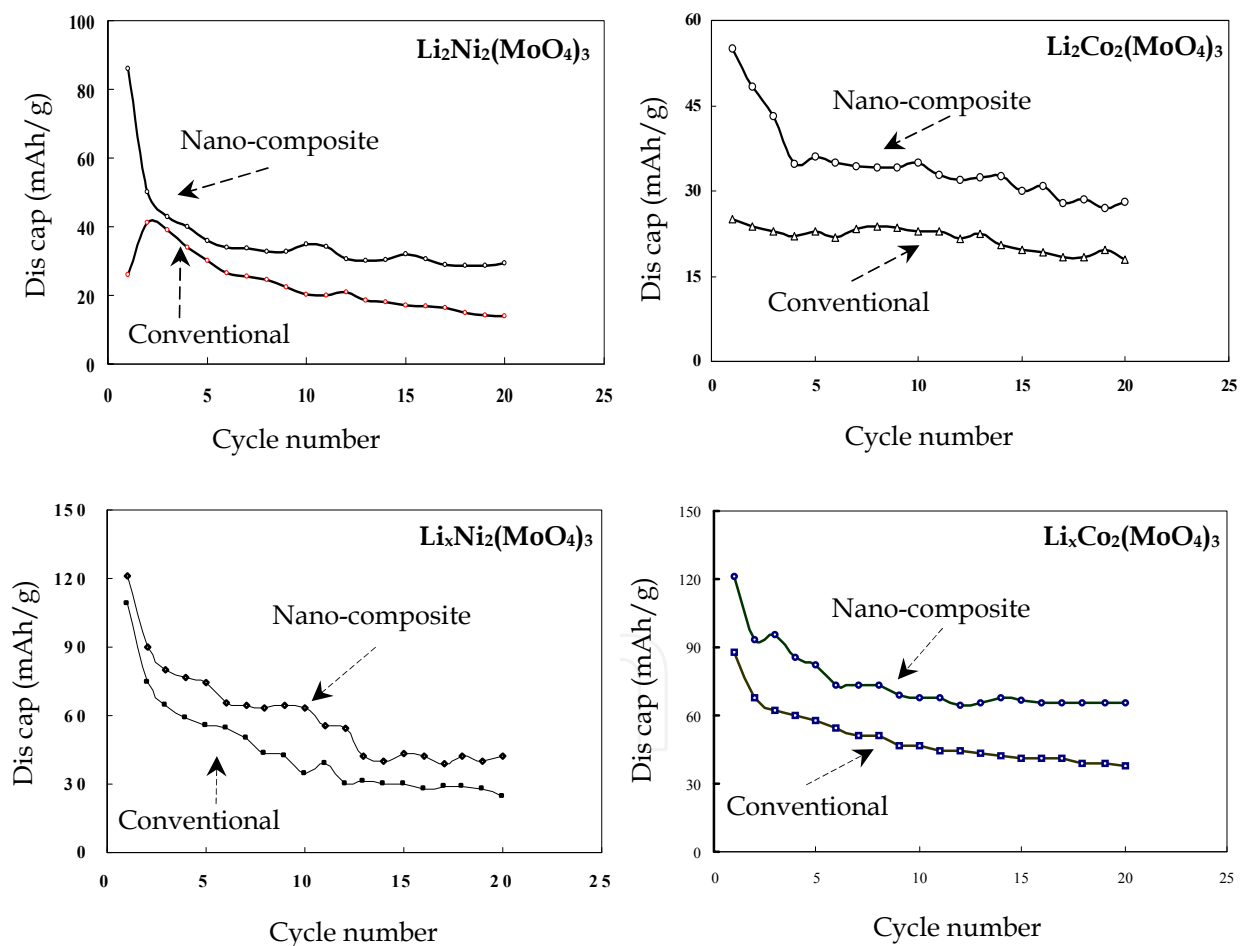 Li₂Ni₂(MoO₄)₃
Dis cap (mAh/g)
100
80
60
40
20
0
Nano-composite
Conventional
0 5 10 15 20 25
Cycle number
Li₂Co₂(MoO₄)₃
Dis cap (mAh/g)
60
45
30
15
0
Nano-composite
Conventional
0 5 10 15 20 25
Cycle number
LiₓNi₂(MoO₄)₃
Dis cap (mAh/g)
150
120
90
60
30
0
Nano-composite
Conventional
0 5 10 15 20 25
Cycle number
LiₓCo₂(MoO₄)₃
Dis cap (mAh/g)
150
120
90
60
30
0
Nano-composite
Conventional
0 5 10 15 20 25
Cycle number